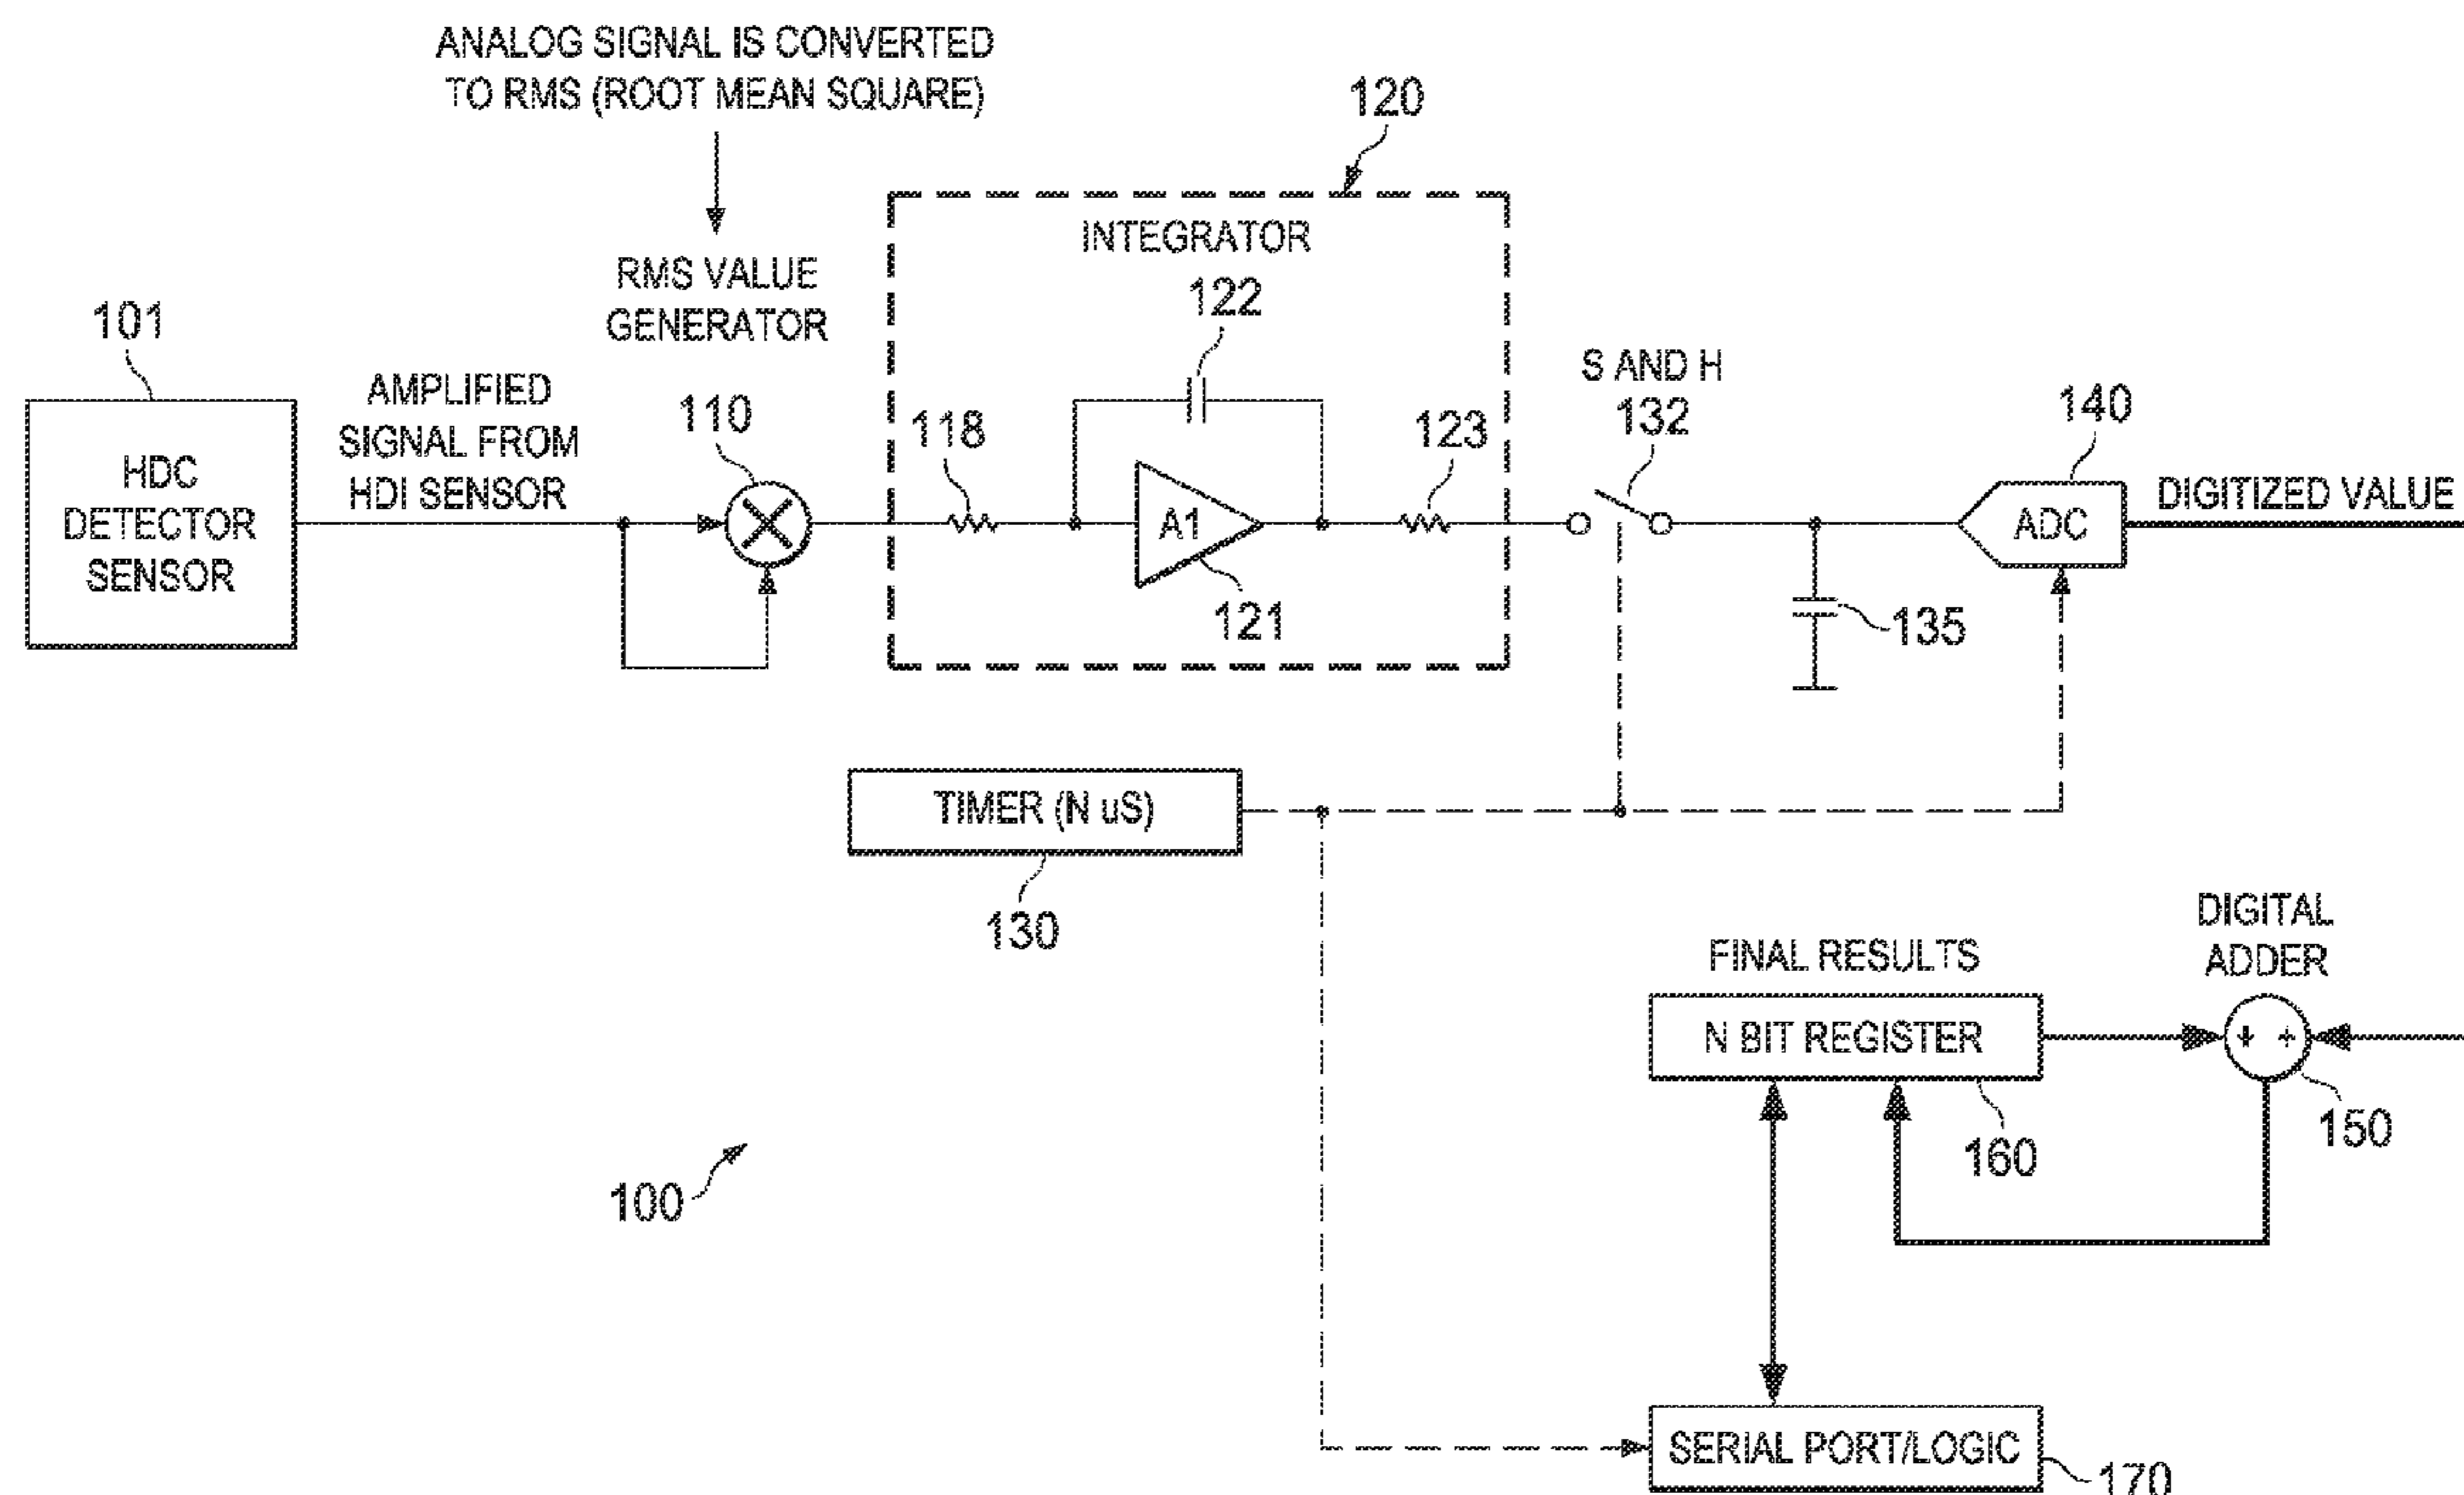 ANALOG SIGNAL IS CONVERTED
TO RMS (ROOT MEAN SQUARE)
120
INTEGRATOR
RMS VALUE
GENERATOR
122
101
S AND H
132
AMPLIFIED
SIGNAL FROM
HDI SENSOR
110
118
123
140
HDC
DETECTOR
SENSOR
A1
ADC
DIGITIZED VALUE
121
135
TIMER (N uS)
130
DIGITAL
ADDER
FINAL RESULTS
N BIT REGISTER
+ +
150
160
100
SERIAL PORT/LOGIC
170